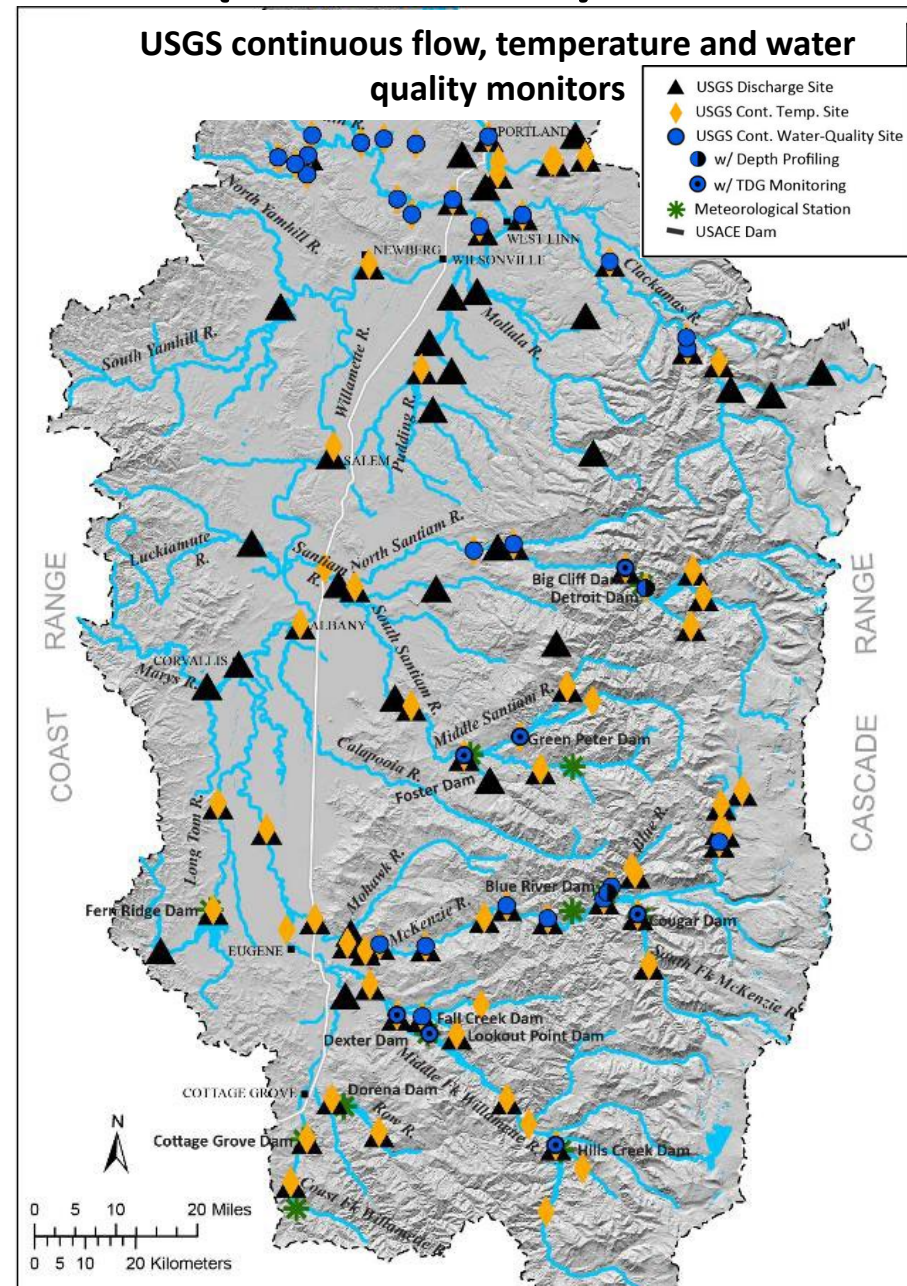 USGS continuous flow, temperature and water
quality monitors
USGS Discharge Site
USGS Cont. Temp. Site
USGS Cont. Water-Quality Site
w/ Depth Profiling
w/ TDG Monitoring
Meteorological Station
USACE Dam
PORTLAND
North Yamhill R.
NEWBERG
WEST LINN
WILSONVILLE
Clackamas R.
Mollala R.
South Yamhill R.
Willamette R.
Pudding R.
SALEM
Luckiamute
R.
Santiam
R.
North Santiam R.
Big Cliff Dam
Detroit Dam
COAST RANGE
CASCADE RANGE
ALBANY
South Santiam R.
CORVALLIS
Marys R.
Middle Santiam R.
Green Peter Dam
Calapooia R.
Foster Dam
Long Tom R.
Blue R.
Mohawk R.
Blue River Dam
McKenzie R.
Fern Ridge Dam
Cougar Dam
EUGENE
South Fk McKenzie R.
Fall Creek Dam
Dexter Dam
Lookout Point Dam
Middle Fk Willamette R.
COTTAGE GROVE
Dorena Dam
Row R.
N
Cottage Grove Dam
Hills Creek Dam
Coast Fk Willamette R.
0 5 10 20 Miles
0 5 10 20 Kilometers